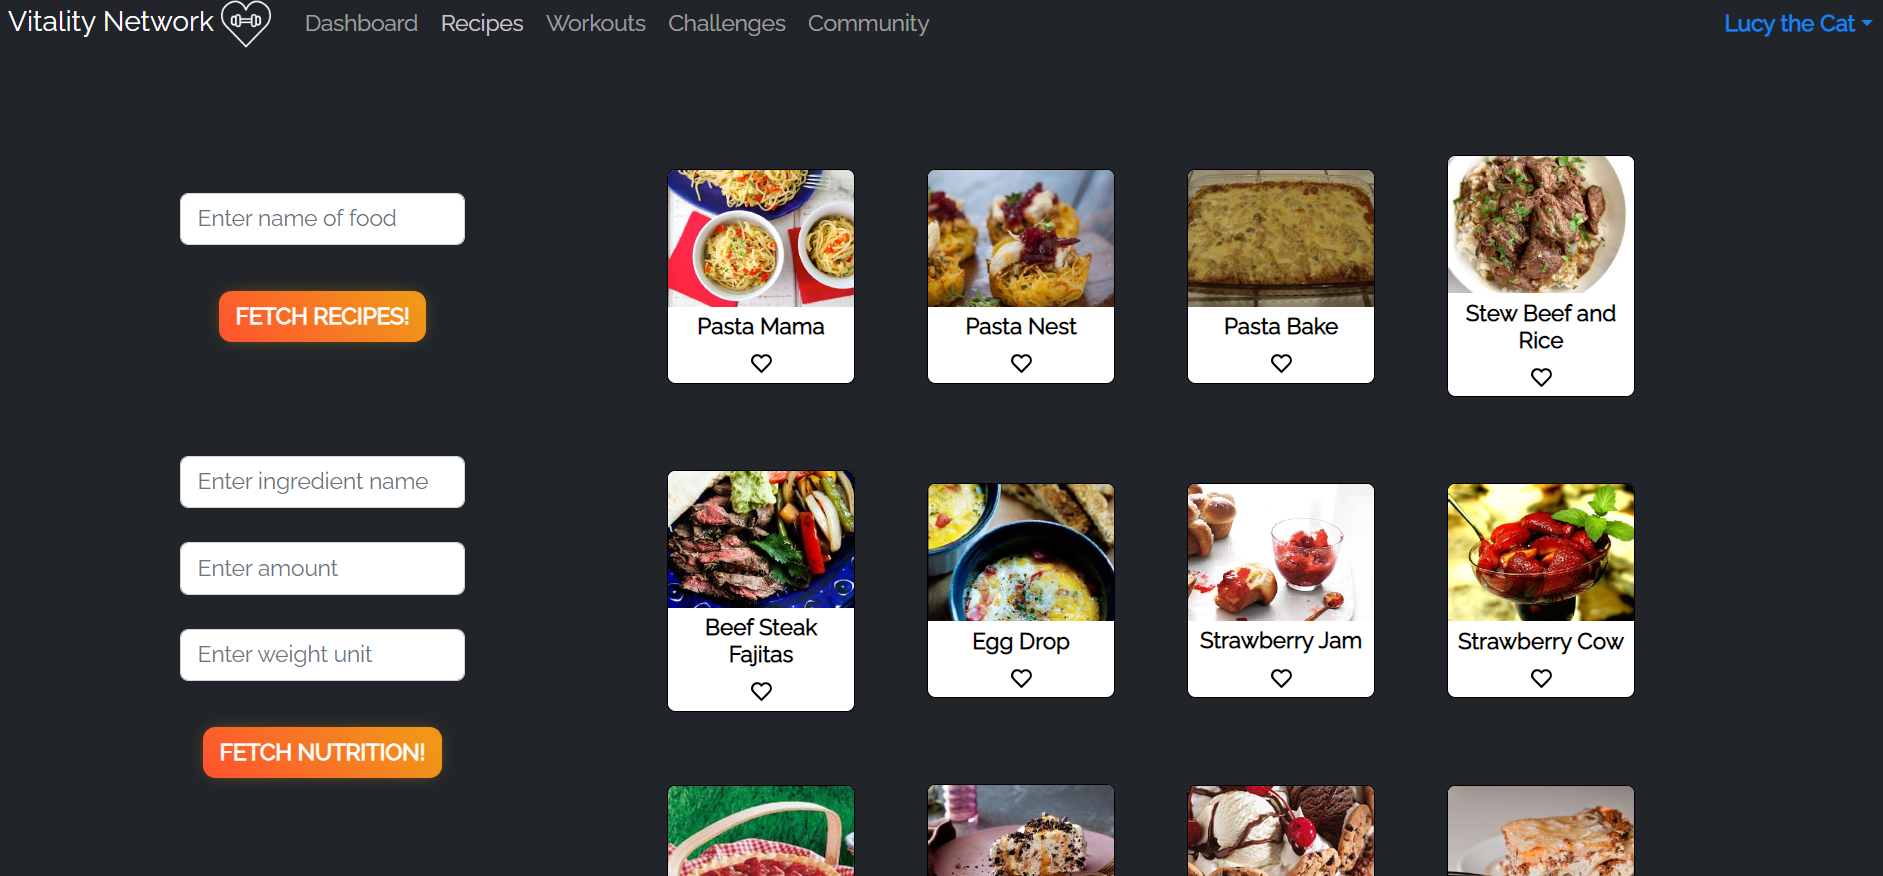 Vitality Network
Dashboard
Recipes
Workouts
Challenges
Community
Lucy the Cat
Enter name of food
FETCH RECIPES!
Enter ingredient name
Enter amount
Enter weight unit
FETCH NUTRITION!
Pasta Mama
Pasta Nest
Pasta Bake
Stew Beef and
Rice
Beef Steak
Fajitas
Egg Drop
Strawberry Jam
Strawberry Cow